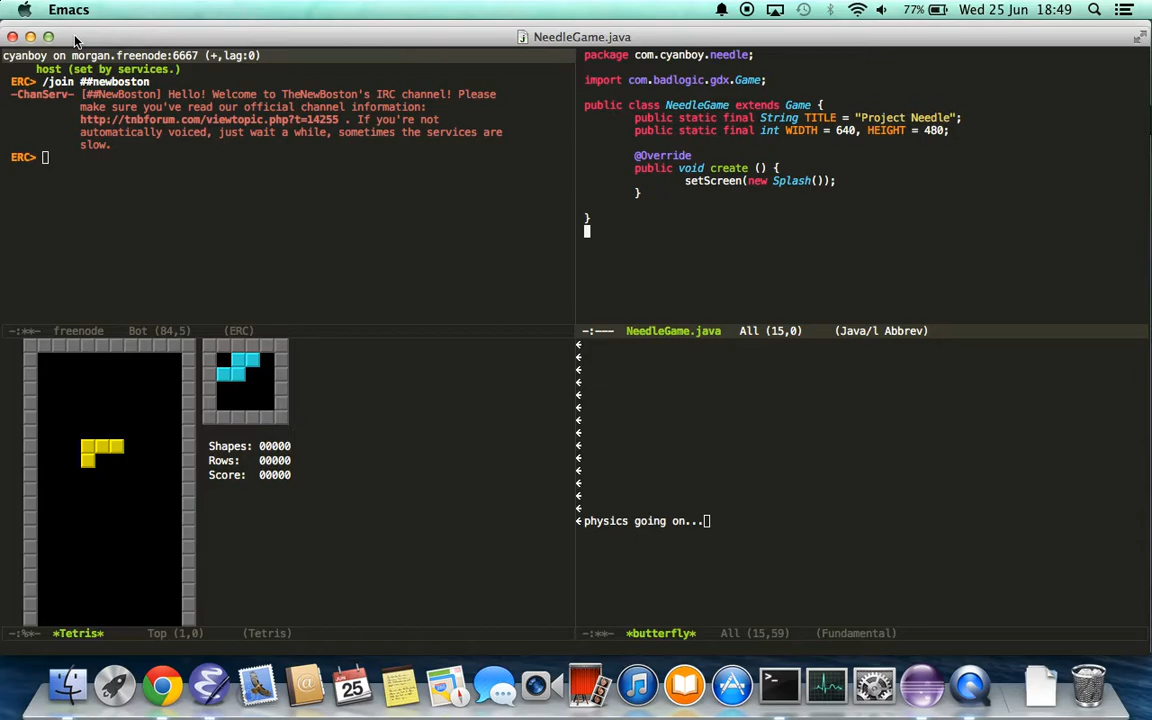 Emacs
77%
Wed 25 Jun 18:49
NeedleGame.java
cyanboy on morgan.freenode:6667 (+,lag:0)
host (set by services.)
ERC> /join ##newboston
-ChanServ- [##NewBoston] Hello! Welcome to TheNewBoston's IRC channel! Please
make sure you've read our official channel information:
http://tnbforum.com/viewtopic.php?t=14255 . If you're not
automatically voiced, just wait a while, sometimes the services are
slow.
ERC>
-:**- freenode Bot (84,5) (ERC)
package com.cyanboy.needle;
import com.badlogic.gdx.Game;
public class NeedleGame extends Game {
public static final String TITLE = "Project Needle";
public static final int WIDTH = 640, HEIGHT = 480;
@Override
public void create () {
setScreen(new Splash());
}
}
-:--- NeedleGame.java All (15,0) (Java/l Abbrev)
Shapes: 00000
Rows: 00000
Score: 00000
-:%*- *Tetris* Top (1,0) (Tetris)
physics going on...
-:**- *butterfly* All (15,59) (Fundamental)
25